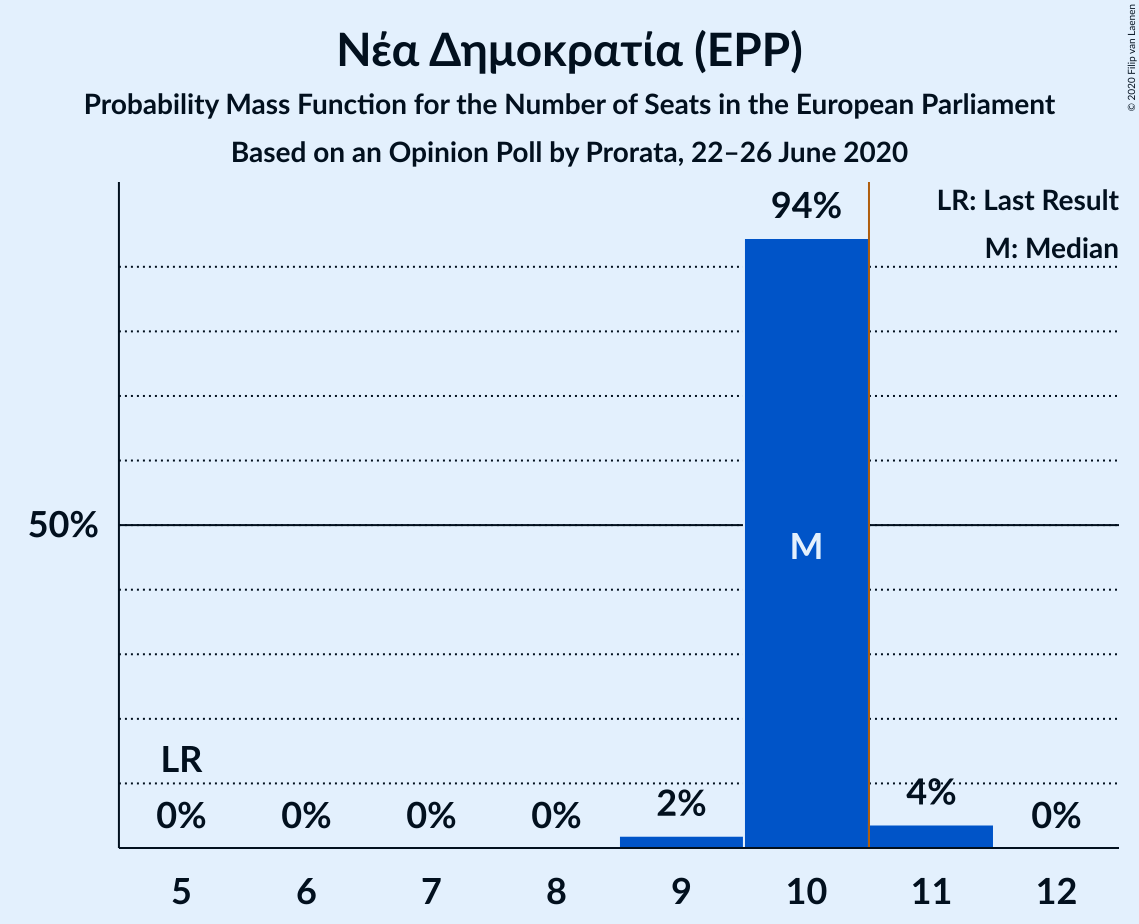 Νέα Δημοκρατία (EPP)
Probability Mass Function for the Number of Seats in the European Parliament
Based on an Opinion Poll by Prorata, 22–26 June 2020
© 2020 Filip van Laenen
LR: Last Result
M: Median
94%
50%
M
LR
0%
0%
0%
0%
2%
4%
0%
5
6
7
8
9
10
11
12